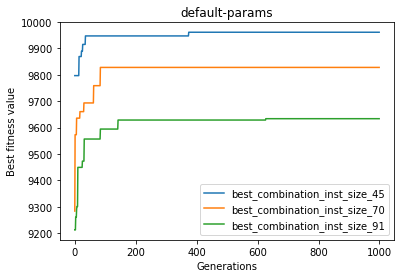 default-params
Best fitness value
10000
9900
9800
9700
9600
9500
9400
9300
9200
0 200 400 600 800 1000
Generations
best_combination_inst_size_45
best_combination_inst_size_70
best_combination_inst_size_91